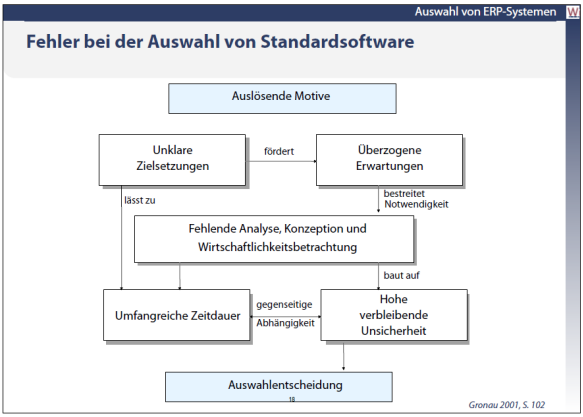 Auswahl von ERP-Systemen
W
Fehler bei der Auswahl von Standardsoftware
Auslösende Motive
Unklare
Zielsetzungen
fördert
Überzogene
Erwartungen
lässt zu
bestreitet
Notwendigkeit
Fehlende Analyse, Konzeption und
Wirtschaftlichkeitsbetrachtung
baut auf
Umfangreiche Zeitdauer
gegenseitige
Abhängigkeit
Hohe
verbleibende
Unsicherheit
Auswahlentscheidung
18
Gronau 2001, S. 102